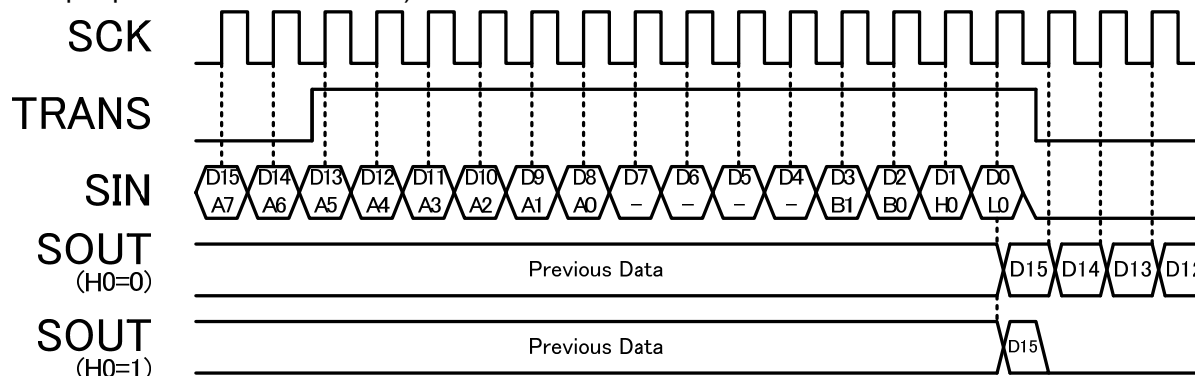 SCK
TRANS
SIN
D15 D14 D13 D12 D11 D10 D9 D8 D7 D6 D5 D4 D3 D2 D1 D0
A7 A6 A5 A4 A3 A2 A1 A0 - - - - B1 B0 H0 L0
SOUT
(H0=0)
Previous Data D15 D14 D13 D12
SOUT
(H0=1)
Previous Data D15